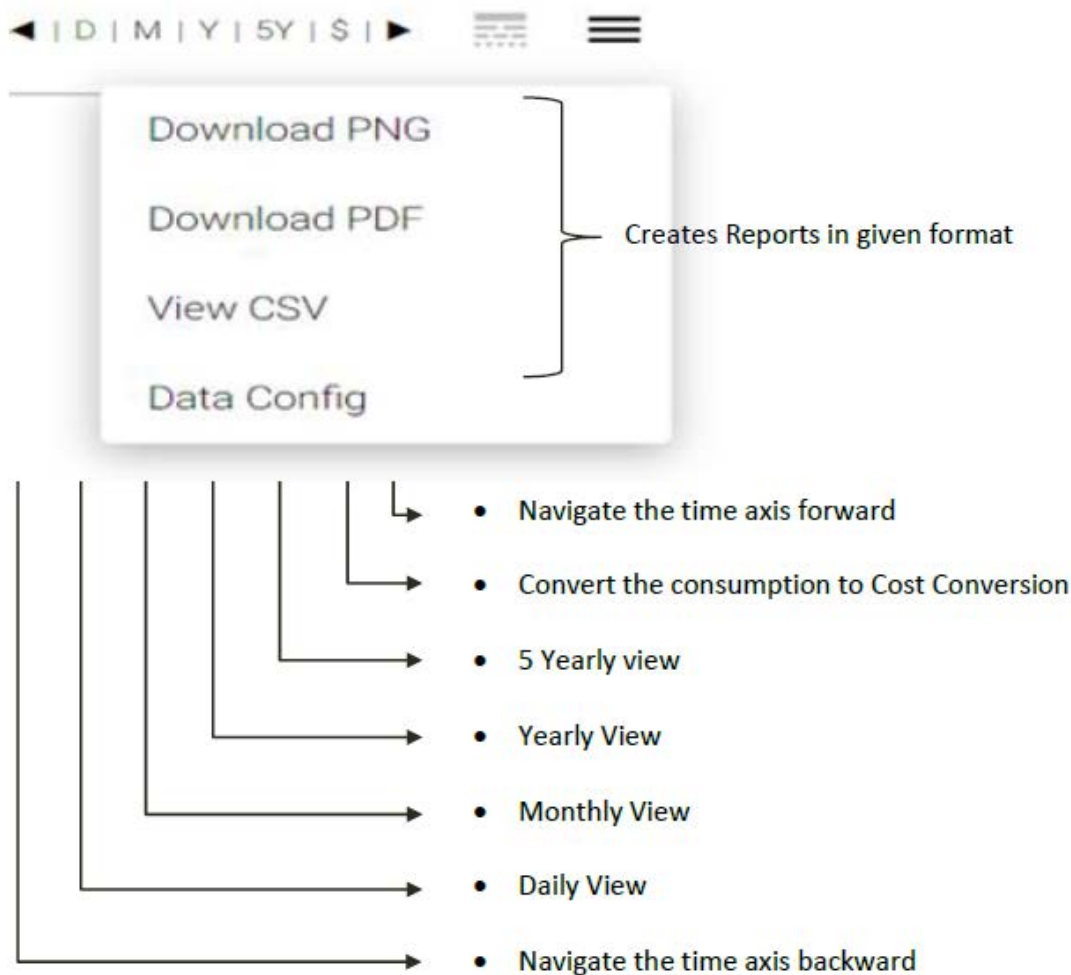 ◀ | D | M | Y | 5Y | $ | ▶
Download PNG
Download PDF
Creates Reports in given format
View CSV
Data Config
• Navigate the time axis forward
• Convert the consumption to Cost Conversion
• 5 Yearly view
• Yearly View
• Monthly View
• Daily View
• Navigate the time axis backward